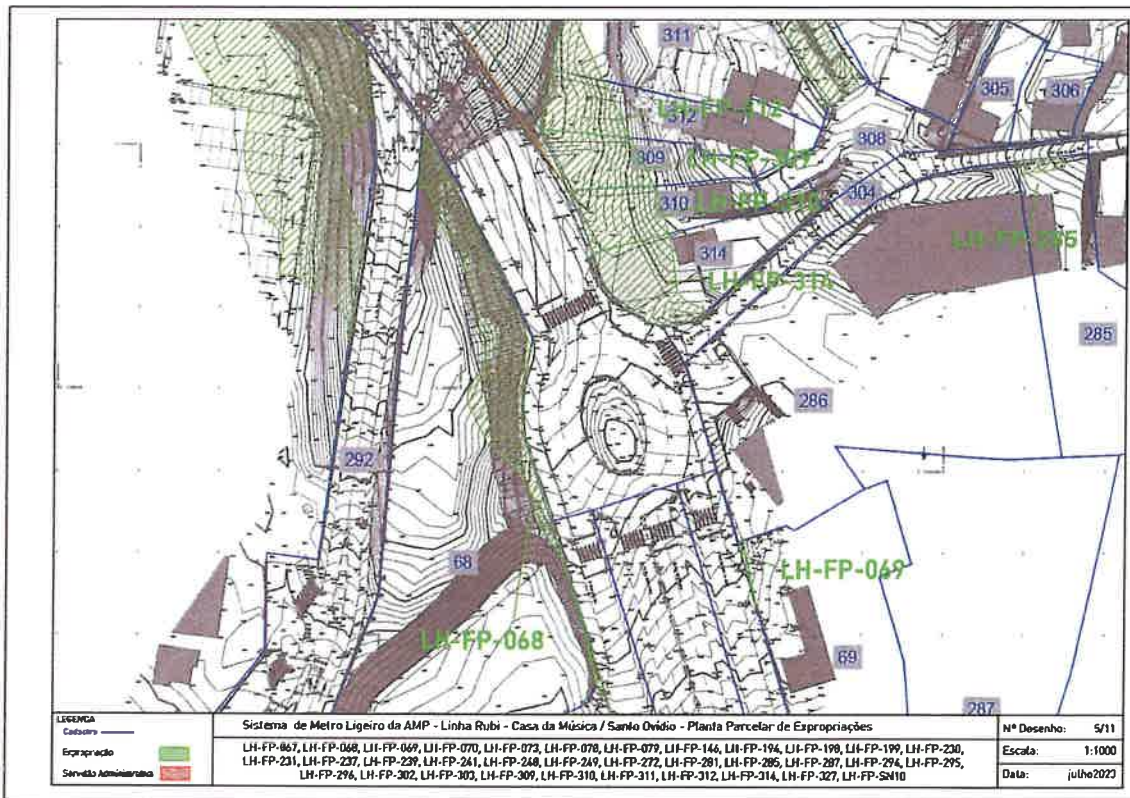 311
305
306
LH-FP-312
312
308
309
LH-FP-309
304
310
LH-FP-310
LH-FP-285
314
LH-FP-314
285
286
292
68
LH-FP-069
LH-FP-068
69
287
LEGENDA
Cadastro
Expropriação
Servidão Administrativa
Sistema de Metro Ligeiro da AMP - Linha Rubi - Casa da Música / Santo Ovídio - Planta Parcelar de Expropriações
LH-FP-067, LH-FP-068, LH-FP-069, LH-FP-070, LH-FP-073, LH-FP-078, LH-FP-079, LH-FP-146, LH-FP-194, LH-FP-198, LH-FP-199, LH-FP-230,
LH-FP-231, LH-FP-237, LH-FP-239, LH-FP-241, LH-FP-248, LH-FP-249, LH-FP-272, LH-FP-281, LH-FP-285, LH-FP-287, LH-FP-294, LH-FP-295,
LH-FP-296, LH-FP-302, LH-FP-303, LH-FP-309, LH-FP-310, LH-FP-311, LH-FP-312, LH-FP-314, LH-FP-327, LH-FP-SN10
Nº Desenho: 5/11
Escala: 1:1000
Data: julho2023